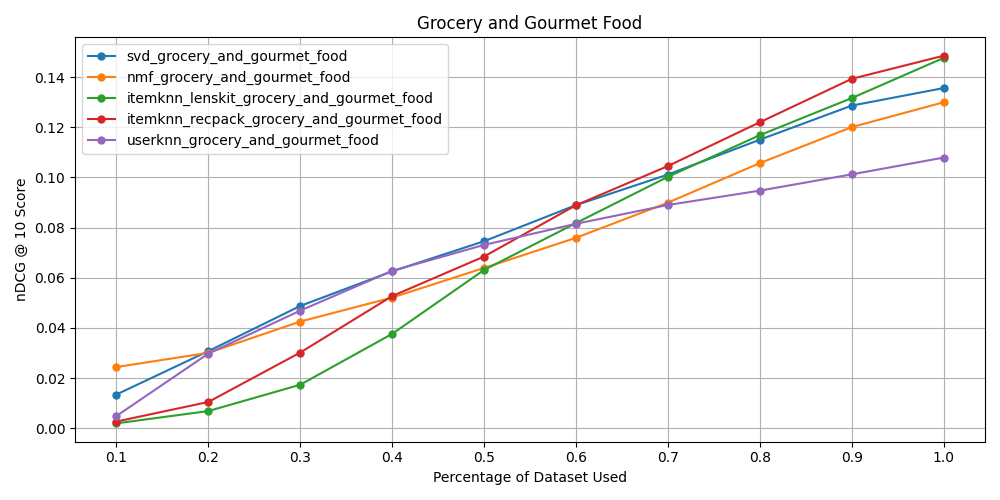 Grocery and Gourmet Food
svd_grocery_and_gourmet_food
nmf_grocery_and_gourmet_food
itemknn_lenskit_grocery_and_gourmet_food
itemknn_recpack_grocery_and_gourmet_food
userknn_grocery_and_gourmet_food
nDCG @ 10 Score
0.14
0.12
0.10
0.08
0.06
0.04
0.02
0.00
0.1 0.2 0.3 0.4 0.5 0.6 0.7 0.8 0.9 1.0
Percentage of Dataset Used